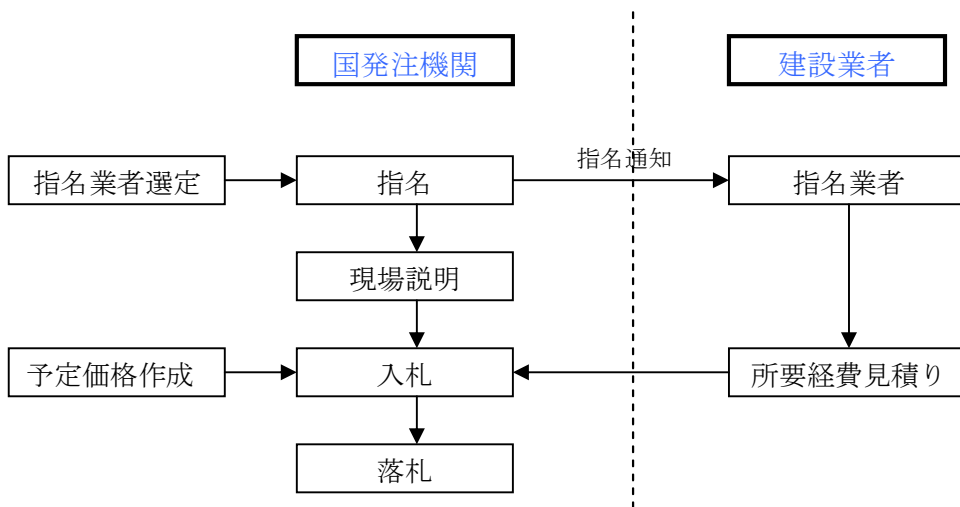 国発注機関
建設業者
指名業者選定
指名
指名通知
指名業者
現場説明
予定価格作成
入札
所要経費見積り
落札